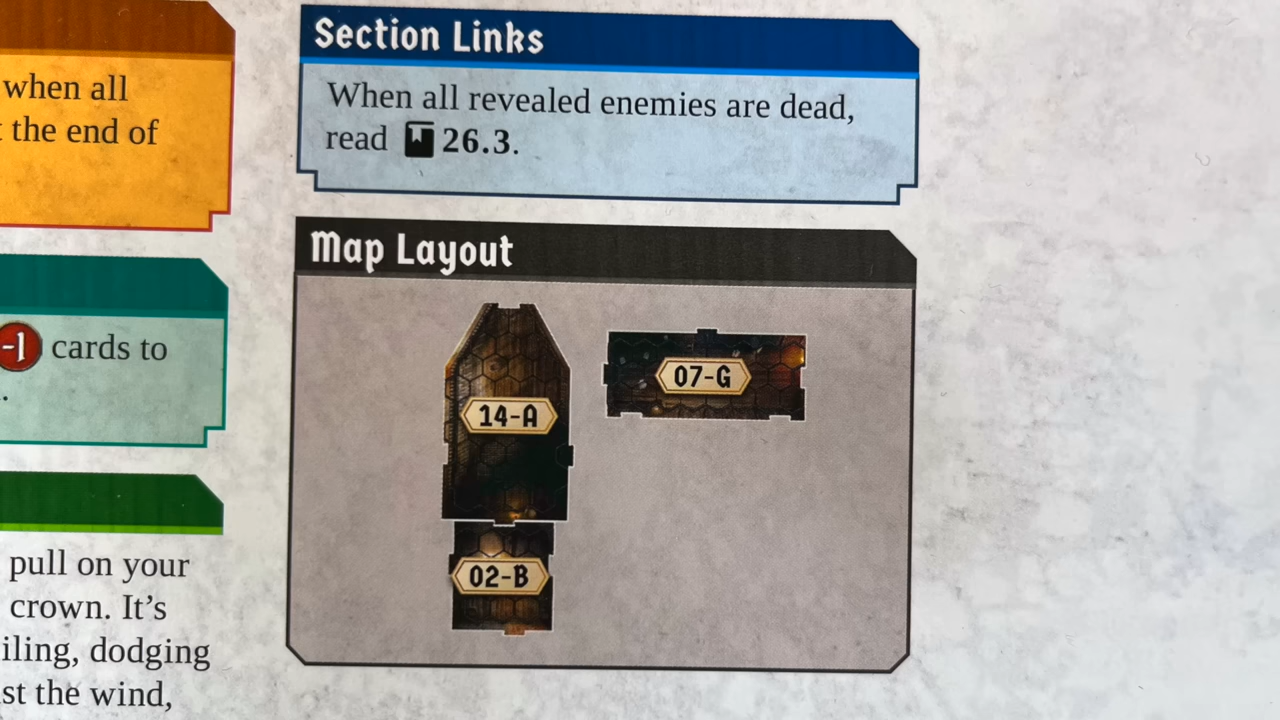 when all
the end of
-1 cards to
.
pull on your
crown. It's
iling, dodging
st the wind,
Section Links
When all revealed enemies are dead,
read 26.3.
Map Layout
14-A
07-G
02-B